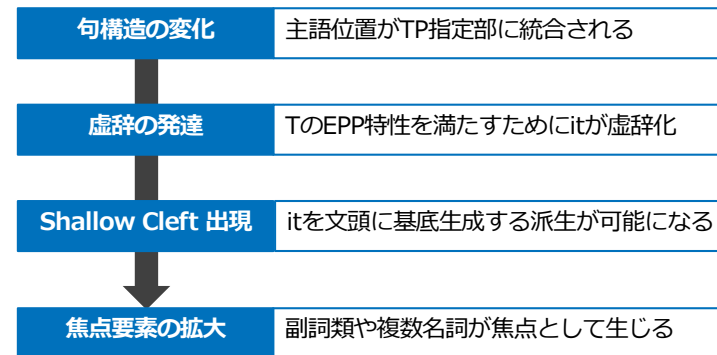 句構造の変化 主語位置がTP指定部に統合される
虚辞の発達 TのEPP特性を満たすためにitが虚辞化
Shallow Cleft 出現 itを文頭に基底生成する派生が可能になる
焦点要素の拡大 副詞類や複数名詞が焦点として生じる